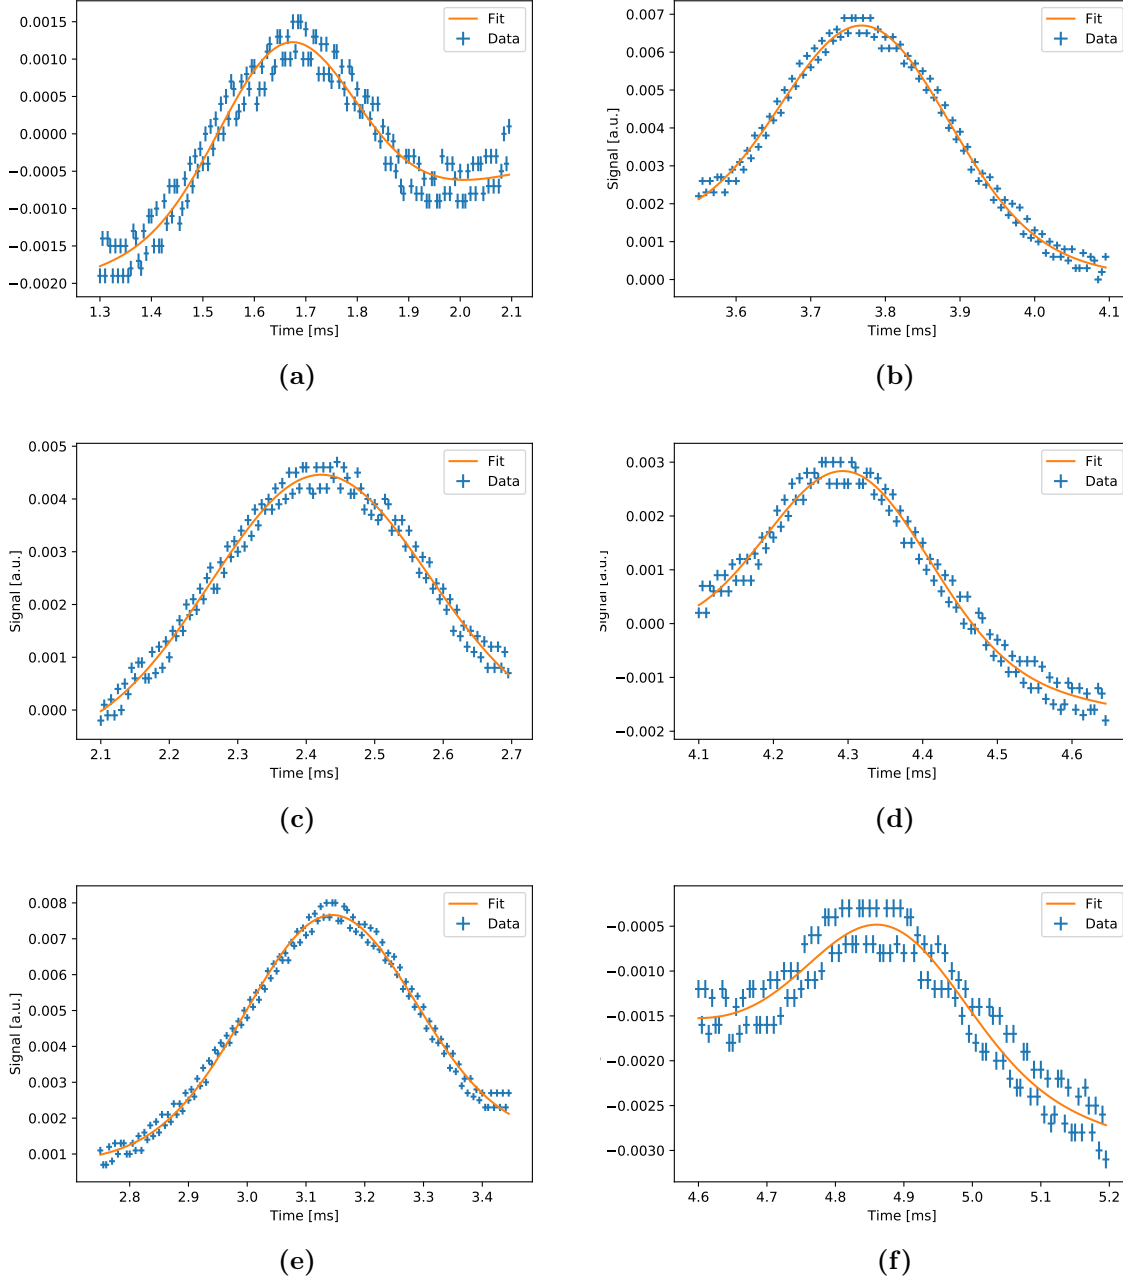 0.0015
0.0010
0.0005
0.0000
−0.0005
−0.0010
−0.0015
−0.0020
Fit
Data
1.3 1.4 1.5 1.6 1.7 1.8 1.9 2.0 2.1
Time [ms]
(a)
Signal [a.u.]
0.007
0.006
0.005
0.004
0.003
0.002
0.001
0.000
Fit
Data
3.6 3.7 3.8 3.9 4.0 4.1
Time [ms]
(b)
Signal [a.u.]
0.005
0.004
0.003
0.002
0.001
0.000
Fit
Data
2.1 2.2 2.3 2.4 2.5 2.6 2.7
Time [ms]
(c)
Signal [a.u.]
0.003
0.002
0.001
0.000
−0.001
−0.002
Fit
Data
4.1 4.2 4.3 4.4 4.5 4.6
Time [ms]
(d)
Signal [a.u.]
0.008
0.007
0.006
0.005
0.004
0.003
0.002
0.001
Fit
Data
2.8 2.9 3.0 3.1 3.2 3.3 3.4
Time [ms]
(e)
−0.0005
−0.0010
−0.0015
−0.0020
−0.0025
−0.0030
Fit
Data
4.6 4.7 4.8 4.9 5.0 5.1 5.2
Time [ms]
(f)